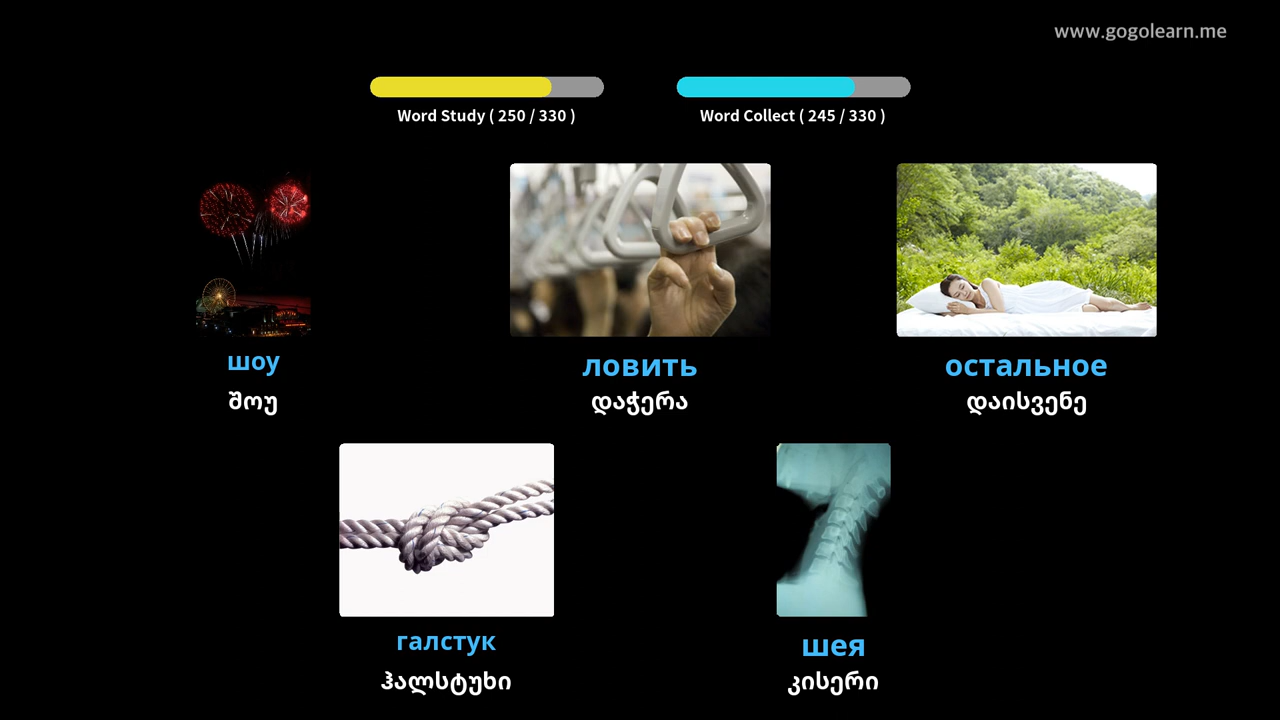 www.gogolearn.me
Word Study ( 250 / 330 )
Word Collect ( 245 / 330 )
шоу
შოუ
ловить
დაჭერა
остальное
დაისვენე
галстук
ჰალსტუხი
шея
კისერი